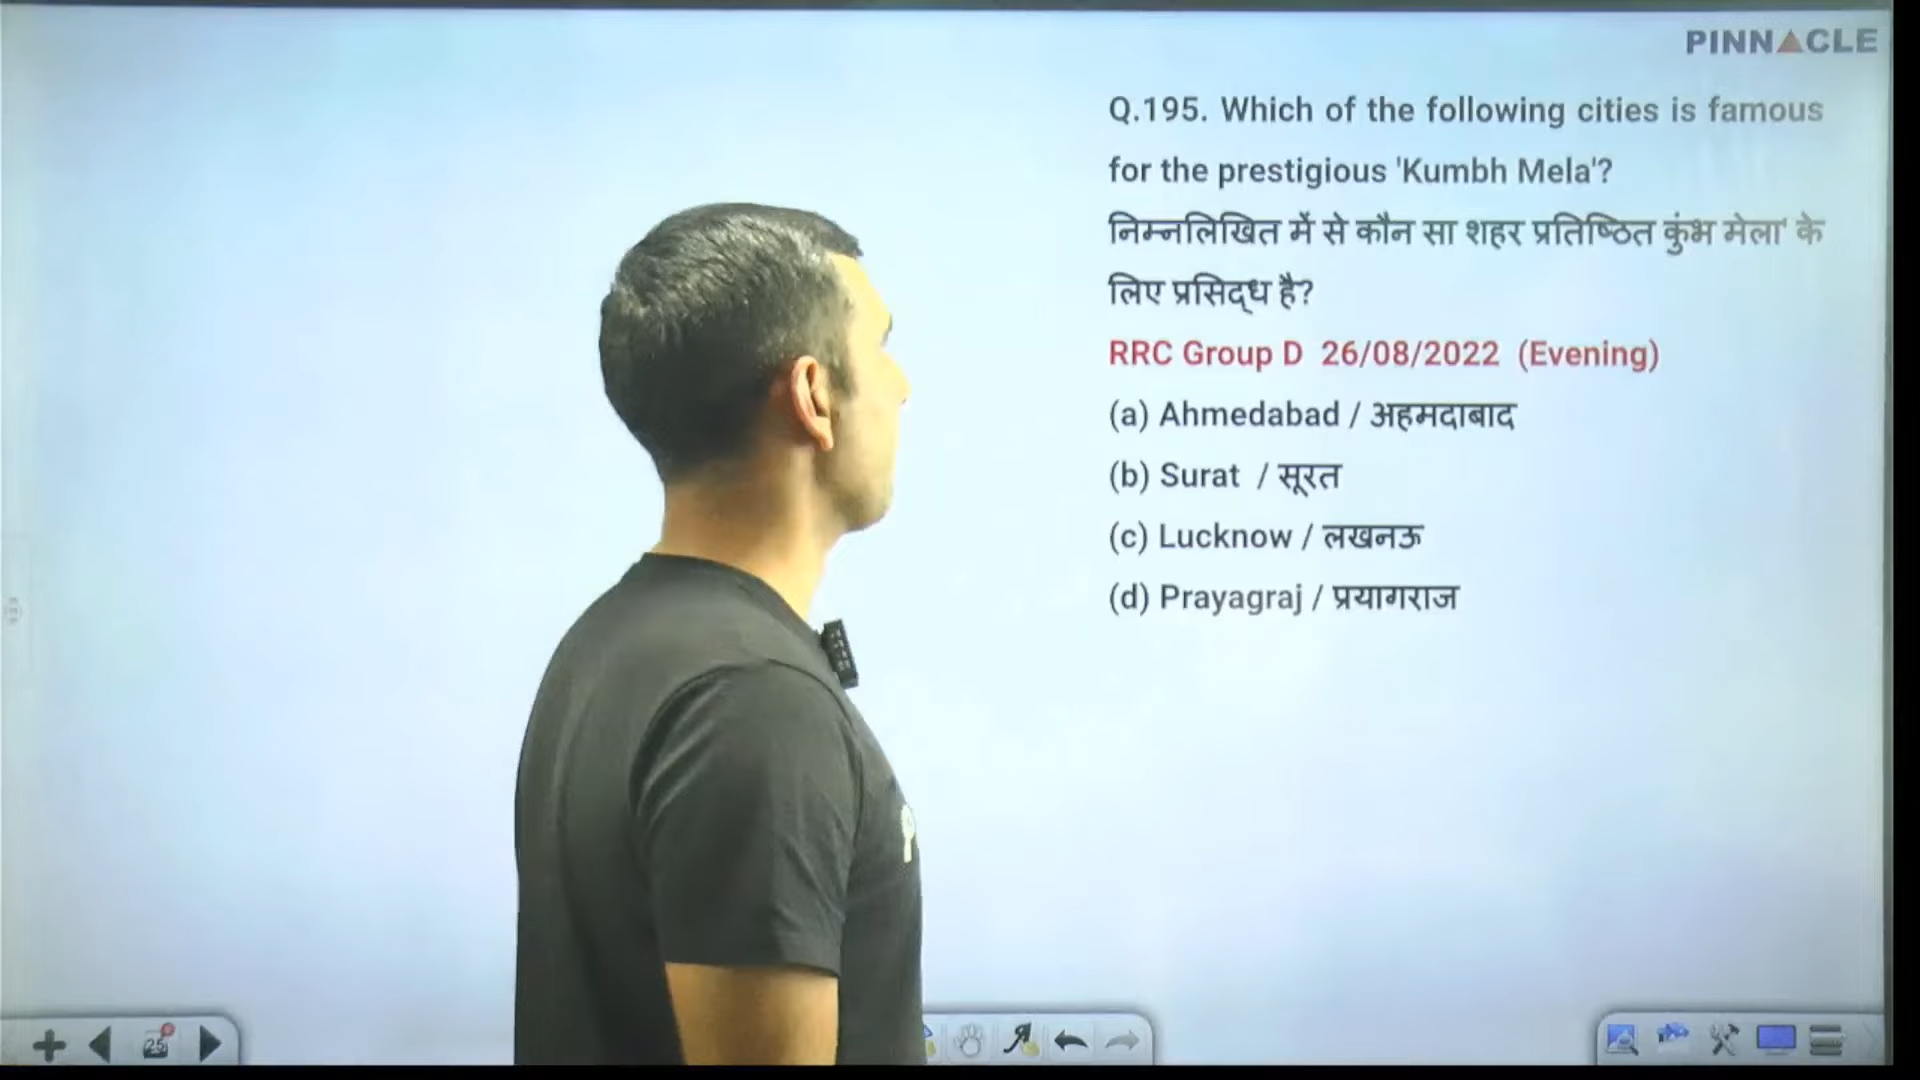 PINNACLE
Q.195. Which of the following cities is famous
for the prestigious 'Kumbh Mela'?
निम्नलिखित में से कौन सा शहर प्रतिष्ठित कुंभ मेला' के
लिए प्रसिद्ध है?
RRC Group D 26/08/2022 (Evening)
(a) Ahmedabad / अहमदाबाद
(b) Surat / सूरत
(c) Lucknow / लखनऊ
(d) Prayagraj / प्रयागराज
25